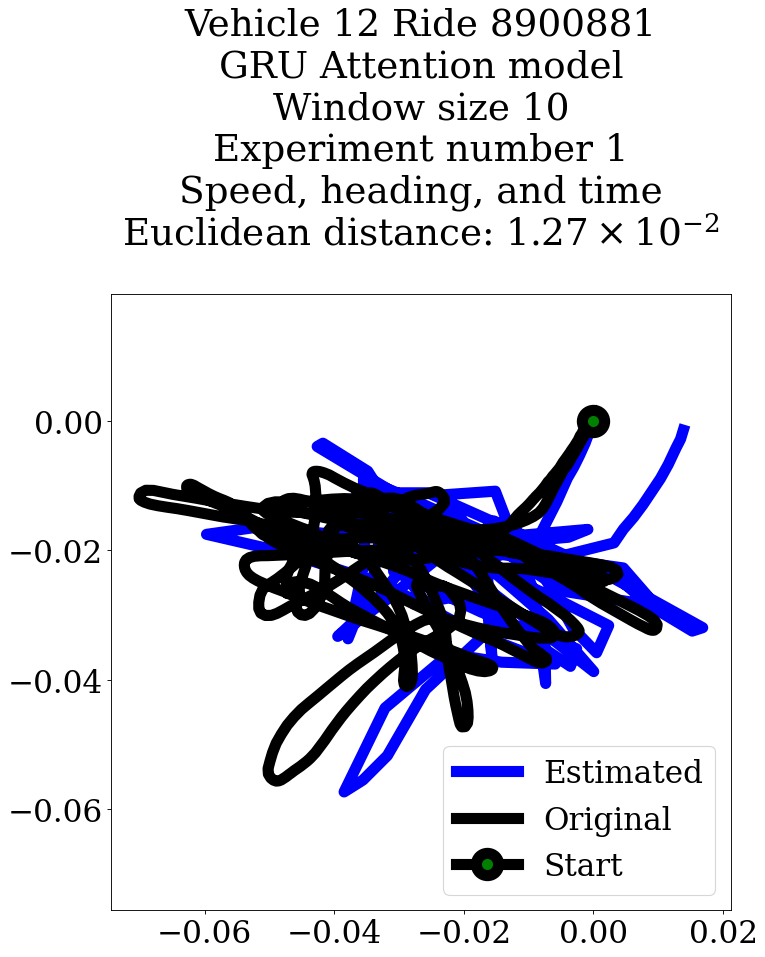 Vehicle 12 Ride 8900881
GRU Attention model
Window size 10
Experiment number 1
Speed, heading, and time
Euclidean distance: 1.27 × 10⁻²
0.00
−0.02
−0.04
−0.06
Estimated
Original
Start
−0.06 −0.04 −0.02 0.00 0.02